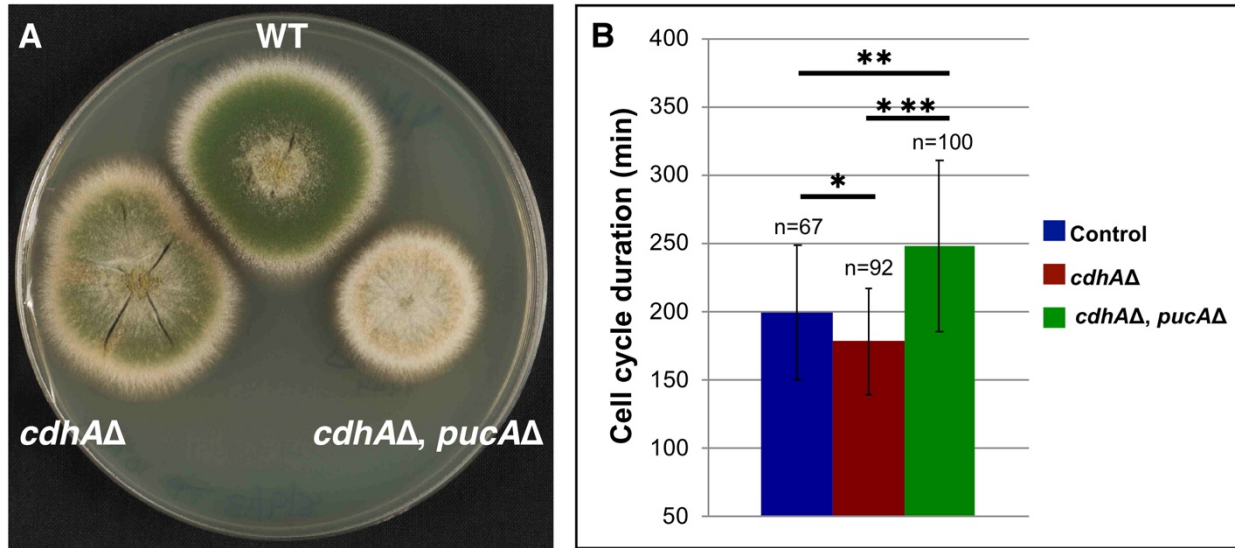 A
WT
cdhAΔ
cdhAΔ, pucAΔ
B
Cell cycle duration (min)
400
350
300
250
200
150
100
50
**
***
*
n=100
n=67
n=92
Control
cdhAΔ
cdhAΔ, pucAΔ